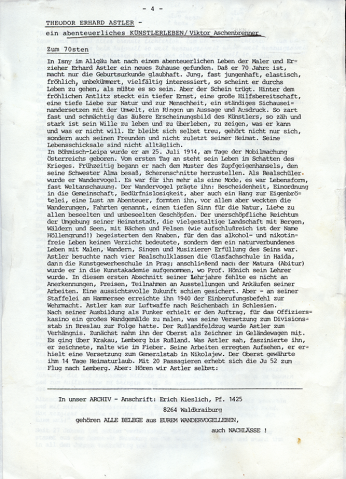 - 4 -
THEODOR ERHARD ASTLER -
ein abenteuerliches KÜNSTLERLEBEN/Viktor Aschenbrenner
Zum 70sten
In Isny im Allgäu hat nach einem abenteuerlichen Leben der Maler und Er-
zieher Erhard Astler ein neues Zuhause gefunden. Daß er 70 Jahre ist,
macht nur die Geburtsurkunde glaubhaft. Jung, fast jungenhaft, elastisch,
fröhlich, unbekümmert, vielfältig interessiert, so scheint er durchs
Leben zu gehen, als müßte es so sein. Aber der Schein trügt. Hinter dem
fröhlichen Antlitz steckt ein tiefer Ernst, eine große Hilfsbereitschaft,
eine tiefe Liebe zur Natur und zur Menschheit, ein ständiges Sichausei-
nandersetzen mit der Umwelt, ein Ringen um Aussage und Ausdruck. So zart
fast und schmächtig das äußere Erscheinungsbild des Künstlers, so zäh und
stark ist sein Wille zu leben und zu überleben, zu zeigen, was er kann
und was er nicht will. Er bleibt sich selbst treu, gehört nicht nur sich,
sondern auch seinen Freunden und nicht zuletzt seiner Heimat. Seine
Lebensschicksale sind nicht alltäglich.
In Böhmisch-Leipa wurde er am 25. Juli 1914, am Tage der Mobilmachung
Österreichs geboren. Vom ersten Tag an steht sein Leben im Schatten des
Krieges. Frühzeitig begann er nach dem Muster des Zupfgeigenhansels, den
seine Schwester Alma besaß, Scherenschnitte herzustellen. Als Realschüler
wurde er Wandervogel. Es war für ihn mehr als eine Mode, es war Lebensform,
fast Weltanschauung. Der Wandervogel prägte ihn: Bescheidenheit, Einordnung
in die Gemeinschaft, Bedürfnislosigkeit, aber auch ein Hang zur Eigenbrö-
telei, eine Lust am Abenteuer, formten ihn, vor allem aber weckten die
Wanderungen, Fahrten genannt, einen tiefen Sinn für die Natur, Liebe zu
allen beseelten und unbeseelten Geschöpfen. Der unerschöpfliche Reichtum
der Umgebung seiner Heimatstadt, die vielgestaltige Landschaft mit Bergen,
Wäldern und Seen, mit Bächen und Felsen (wie aufschlußreich ist der Name
Höllengrund!) begeisterten den Knaben, für den das alkohol- und nikotin-
freie Leben keinen Verzicht bedeutete, sondern dem ein naturverbundenes
Leben mit Malen, Wandern, Singen und Musizieren Erfüllung des Seins war.
Astler besuchte nach vier Realschulklassen die Glasfachschule in Haida,
dann die Kunstgewerbeschule in Prag; anschließend nach der Matura (Abitur)
wurde er in die Kunstakademie aufgenommen, wo Prof. Hönich sein Lehrer
wurde. In diesem ersten Abschnitt seiner Lehrjahre fehlte es nicht an
Anerkennungen, Preisen, Teilnahmen an Ausstellungen und Ankäufen seiner
Arbeiten. Eine aussichtsvolle Zukunft schien gesichert. Aber - an seiner
Staffelei am Hammersee erreichte ihn 1940 der Einberufungsbefehl zur
Wehrmacht. Astler kam zur Luftwaffe nach Reichenbach in Schlesien.
Nach seiner Ausbildung als Funker erhielt er den Auftrag, für das Offiziers-
kasino ein großes Wandgemälde zu malen, was seine Versetzung zum Divisions-
stab in Breslau zur Folge hatte. Der Rußlandfeldzug wurde Astler zum
Verhängnis. Zunächst nahm ihn der Oberst als Zeichner im Geländewagen mit.
Es ging über Krakau, Lemberg bis Rußland. Was Astler sah, faszinierte ihn,
er zeichnete, malte wie im Fieber. Seine Arbeiten erregten Aufsehen, er er-
hielt eine Versetzung zum Generalstab in Nikolajew. Der Oberst gewährte
ihm 14 Tage Heimaturlaub. Mit 20 Passagieren erhebt sich die Ju 52 zum
Flug nach Lemberg. Aber: Hören wir Astler selbst:
In unser ARCHIV - Anschrift: Erich Kieslich, Pf. 1425
8264 Waldkraiburg
gehören ALLE BELEGE aus EUREM WANDERVOGELLEBEN,
auch NACHLÄSSE !